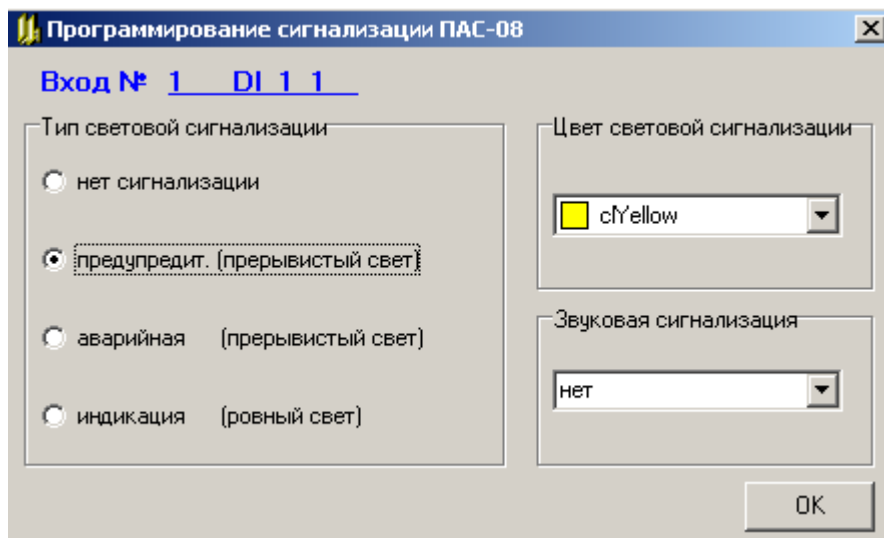 Программирование сигнализации ПАС-08
Вход № 1 DI 1 1
Тип световой сигнализации
нет сигнализации
предупредит. (прерывистый свет)
аварийная (прерывистый свет)
индикация (ровный свет)
Цвет световой сигнализации
clYellow
Звуковая сигнализация
нет
OK